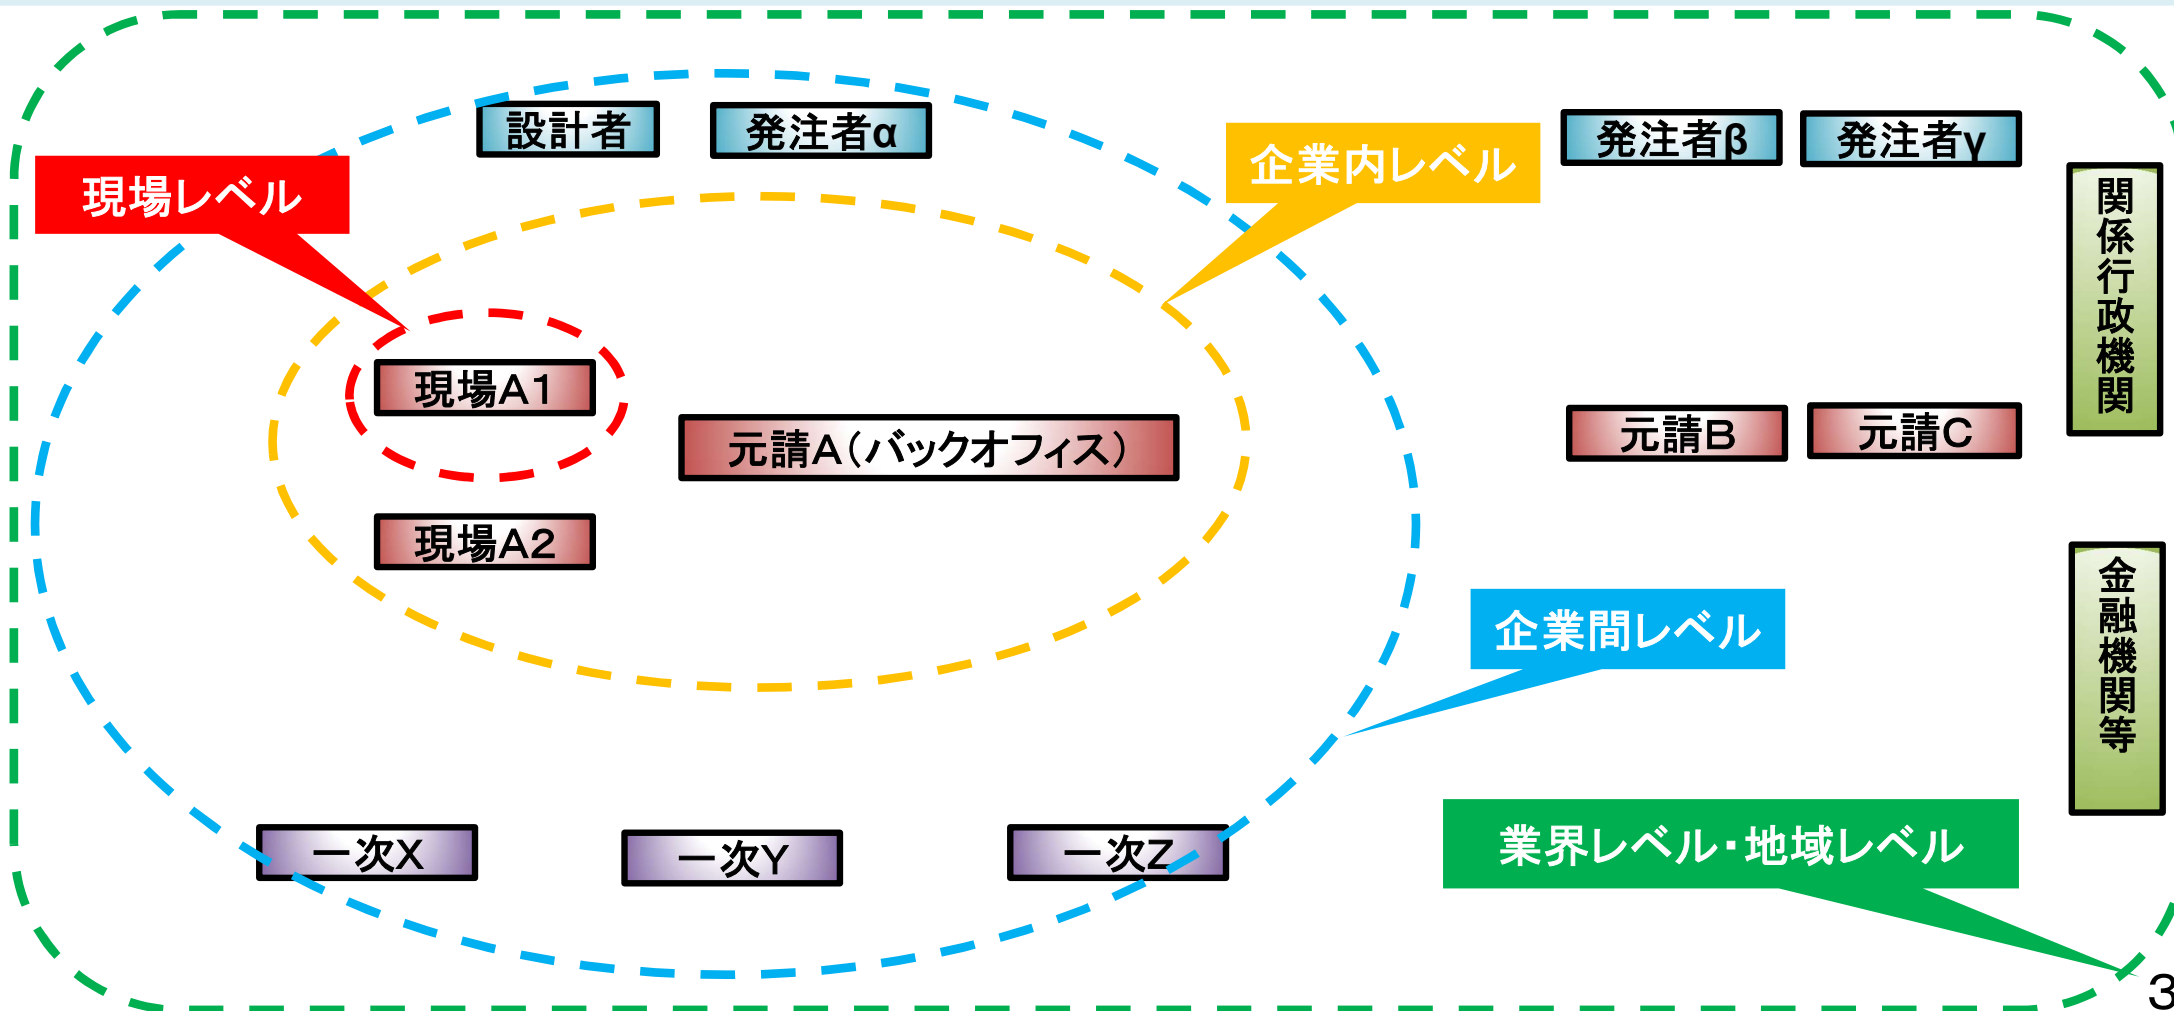 設計者
発注者α
発注者β
発注者γ
企業内レベル
現場レベル
関係行政機関
現場A1
元請A（バックオフィス）
元請B
元請C
現場A2
企業間レベル
金融機関等
一次X
一次Y
一次Z
業界レベル・地域レベル
3